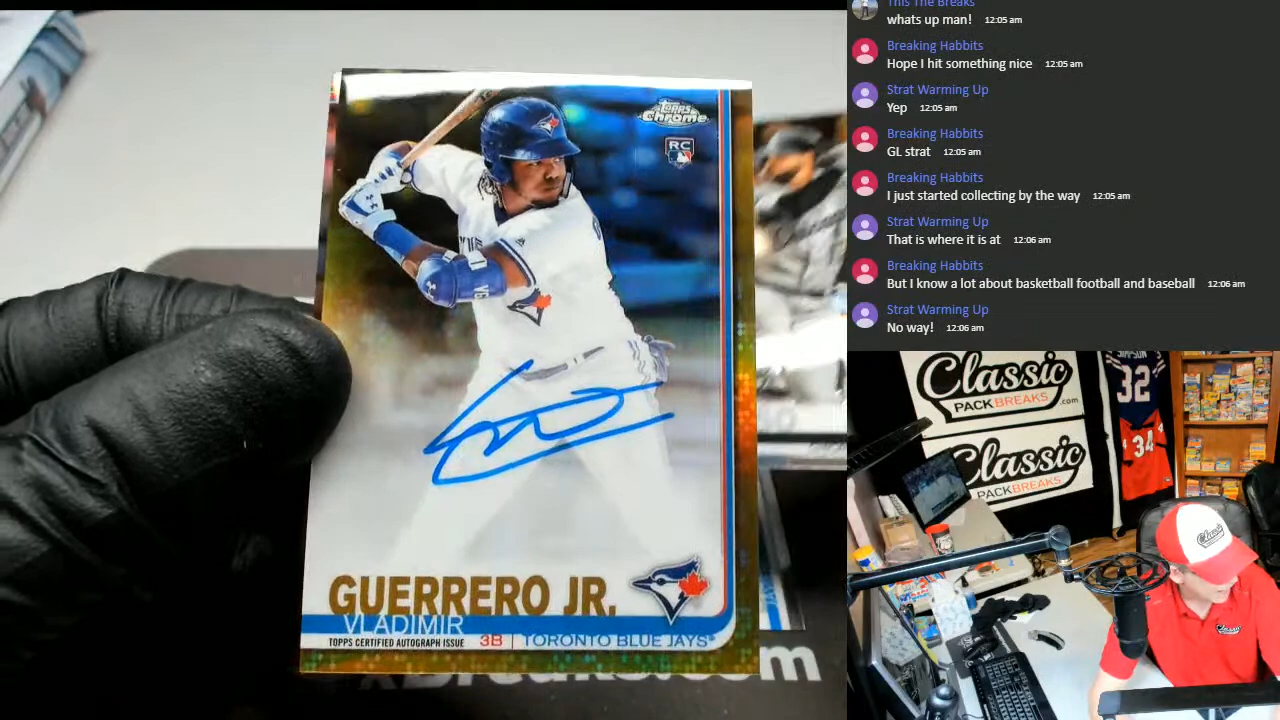 Topps
Chrome
RC
GUERRERO JR.
VLADIMIR
TOPPS CERTIFIED AUTOGRAPH ISSUE 3B | TORONTO BLUE JAYS®
This The Breaks
whats up man! 12:05 am
Breaking Habbits
Hope I hit something nice 12:05 am
Strat Warming Up
Yep 12:05 am
Breaking Habbits
GL strat 12:05 am
Breaking Habbits
I just started collecting by the way 12:05 am
Strat Warming Up
That is where it is at 12:06 am
Breaking Habbits
But I know a lot about basketball football and baseball 12:06 am
Strat Warming Up
No way! 12:06 am
Classic
PACKBREAKS.com
Classic
PACKBREAKS
SIMPSON
32
34
Classic
Classic